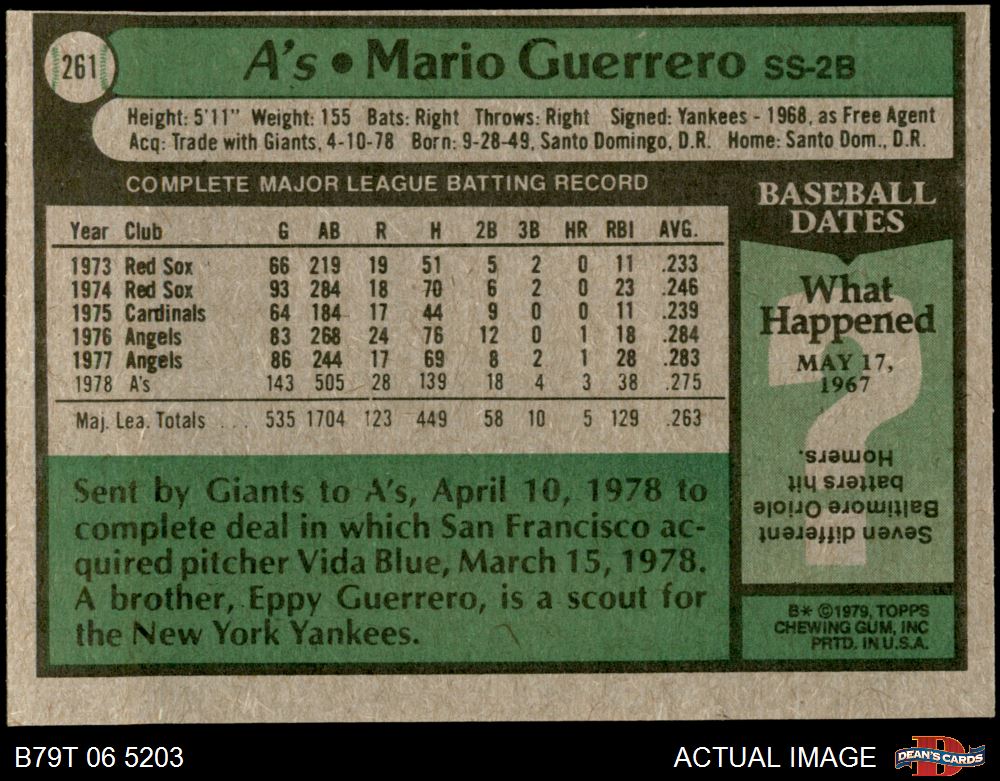 261
A's • Mario Guerrero SS-2B
Height: 5'11" Weight: 155 Bats: Right Throws: Right Signed: Yankees - 1968, as Free Agent
Acq: Trade with Giants, 4-10-78 Born: 9-28-49, Santo Domingo, D.R. Home: Santo Dom., D.R.
COMPLETE MAJOR LEAGUE BATTING RECORD
Year Club G AB R H 2B 3B HR RBI AVG.
1973 Red Sox 66 219 19 51 5 2 0 11 .233
1974 Red Sox 93 284 18 70 6 2 0 23 .246
1975 Cardinals 64 184 17 44 9 0 0 11 .239
1976 Angels 83 268 24 76 12 0 1 18 .284
1977 Angels 86 244 17 69 8 2 1 28 .283
1978 A's 143 505 28 139 18 4 3 38 .275
Maj. Lea. Totals ... 535 1704 123 449 58 10 5 129 .263
Sent by Giants to A's, April 10, 1978 to
complete deal in which San Francisco ac-
quired pitcher Vida Blue, March 15, 1978.
A brother, Eppy Guerrero, is a scout for
the New York Yankees.
BASEBALL
DATES
What
Happened
MAY 17,
1967
?
Seven different
Baltimore Oriole
batters hit
Homers.
B* ©1979, TOPPS
CHEWING GUM, INC
PRTD. IN U.S.A.
B79T 06 5203
ACTUAL IMAGE
D
DEAN'S CARDS